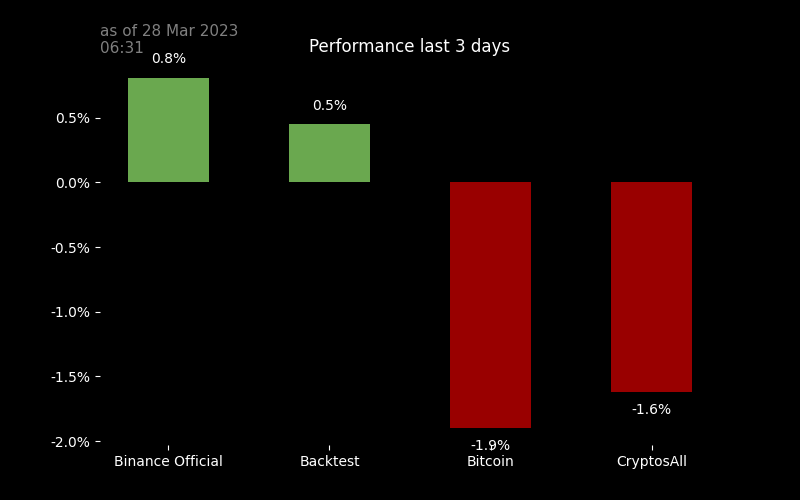 as of 28 Mar 2023
06:31
Performance last 3 days
0.8%
0.5%
0.5%
0.0%
-0.5%
-1.0%
-1.5%
-1.6%
-2.0%
-1.9%
Binance Official
Backtest
Bitcoin
CryptosAll